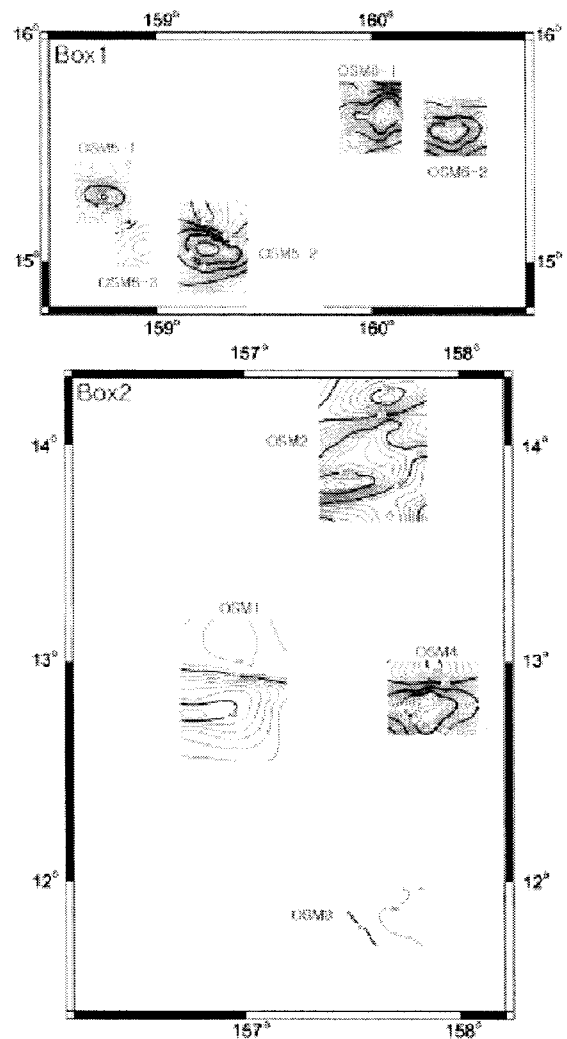 159° 160°
16° 16°
Box1
OSM6-1
OSM5-1
OSM6-2
OSM5-2
OSM5-3
15° 15°
159° 160°
157° 158°
Box2
14° 14°
OSM2
OSM1
13° 13°
OSM4
12° 12°
OSM3
157° 158°